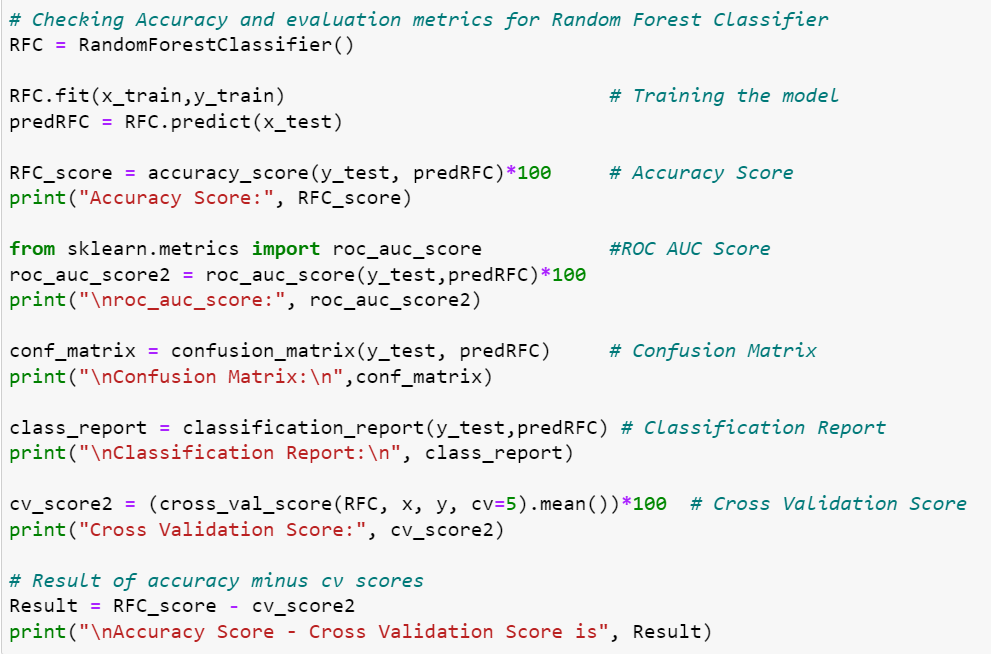 # Checking Accuracy and evaluation metrics for Random Forest Classifier
RFC = RandomForestClassifier()
RFC.fit(x_train,y_train)                            # Training the model
predRFC = RFC.predict(x_test)
RFC_score = accuracy_score(y_test, predRFC)*100     # Accuracy Score
print("Accuracy Score:", RFC_score)
from sklearn.metrics import roc_auc_score           #ROC AUC Score
roc_auc_score2 = roc_auc_score(y_test,predRFC)*100
print("\nroc_auc_score:", roc_auc_score2)
conf_matrix = confusion_matrix(y_test, predRFC)     # Confusion Matrix
print("\nConfusion Matrix:\n",conf_matrix)
class_report = classification_report(y_test,predRFC) # Classification Report
print("\nClassification Report:\n", class_report)
cv_score2 = (cross_val_score(RFC, x, y, cv=5).mean())*100  # Cross Validation Score
print("Cross Validation Score:", cv_score2)
# Result of accuracy minus cv scores
Result = RFC_score - cv_score2
print("\nAccuracy Score - Cross Validation Score is", Result)